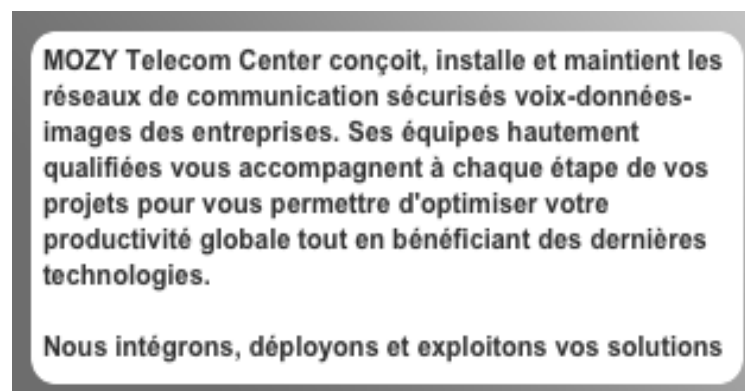 MOZY Telecom Center conçoit, installe et maintient les
réseaux de communication sécurisés voix-données-
images des entreprises. Ses équipes hautement
qualifiées vous accompagnent à chaque étape de vos
projets pour vous permettre d'optimiser votre
productivité globale tout en bénéficiant des dernières
technologies.
Nous intégrons, déployons et exploitons vos solutions